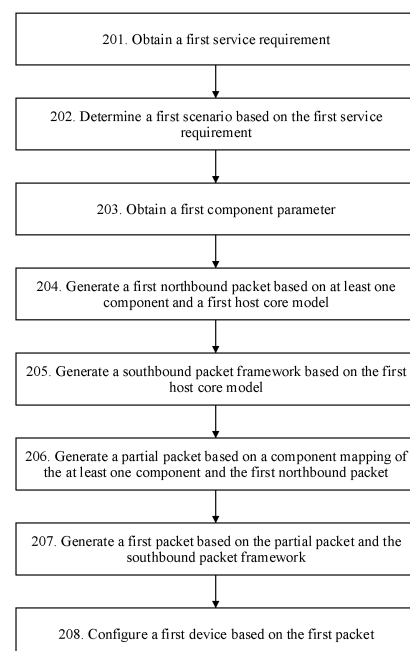 201. Obtain a first service requirement
202. Determine a first scenario based on the first service
requirement
203. Obtain a first component parameter
204. Generate a first northbound packet based on at least one
component and a first host core model
205. Generate a southbound packet framework based on the first
host core model
206. Generate a partial packet based on a component mapping of
the at least one component and the first northbound packet
207. Generate a first packet based on the partial packet and the
southbound packet framework
208. Configure a first device based on the first packet